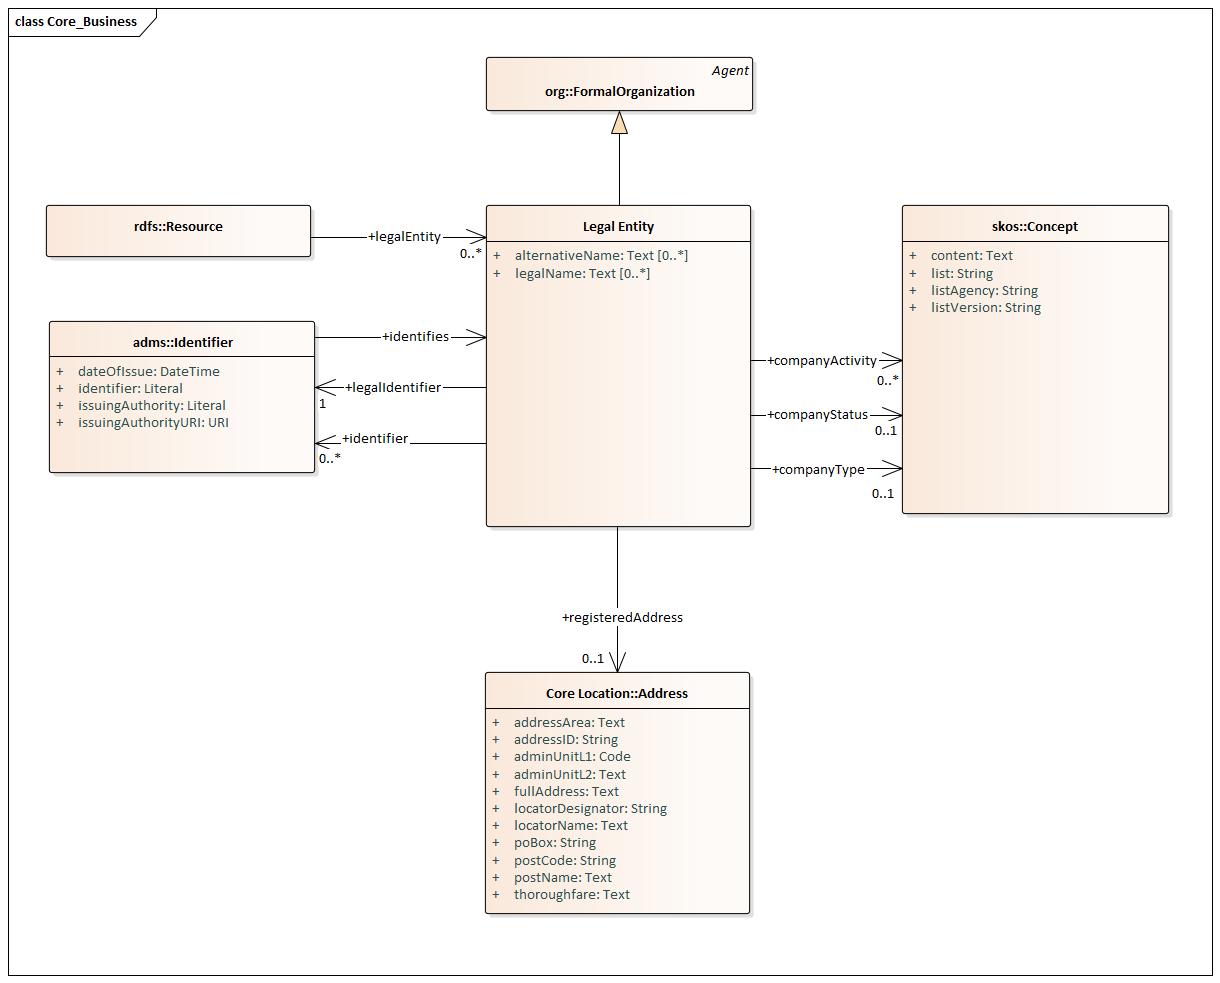 class Core_Business
Agent
org::FormalOrganization
rdfs::Resource
+legalEntity
0..*
Legal Entity
+ alternativeName: Text [0..*]
+ legalName: Text [0..*]
skos::Concept
+ content: Text
+ list: String
+ listAgency: String
+ listVersion: String
adms::Identifier
+ dateOfIssue: DateTime
+ identifier: Literal
+ issuingAuthority: Literal
+ issuingAuthorityURI: URI
+identifies
+legalIdentifier
1
+identifier
0..*
+companyActivity
0..*
+companyStatus
0..1
+companyType
0..1
+registeredAddress
0..1
Core Location::Address
+ addressArea: Text
+ addressID: String
+ adminUnitL1: Code
+ adminUnitL2: Text
+ fullAddress: Text
+ locatorDesignator: String
+ locatorName: Text
+ poBox: String
+ postCode: String
+ postName: Text
+ thoroughfare: Text